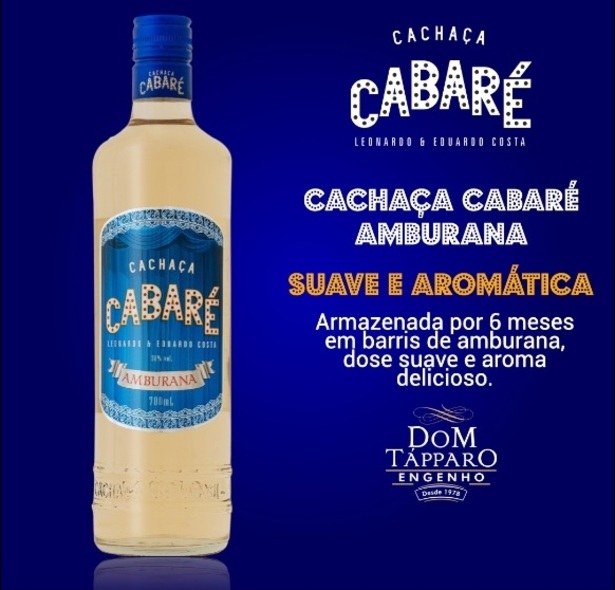 CACHAÇA
CABARÉ
LEONARDO & EDUARDO COSTA
CACHAÇA CABARÉ
AMBURANA
SUAVE E AROMÁTICA
Armazenada por 6 meses
em barris de amburana,
dose suave e aroma
delicioso.
DOM
TÁPPARO
ENGENHO
Desde 1978
CACHAÇA
CABARÉ
CACHAÇA
CABARÉ
LEONARDO & EDUARDO COSTA
AMBURANA
700mL